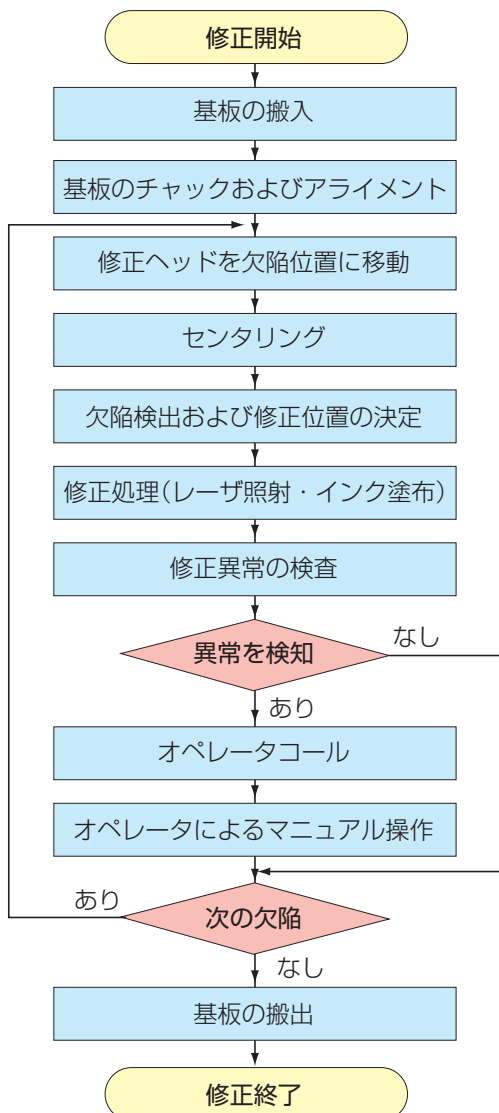 修正開始
基板の搬入
基板のチャックおよびアライメント
修正ヘッドを欠陥位置に移動
センタリング
欠陥検出および修正位置の決定
修正処理(レーザ照射・インク塗布)
修正異常の検査
異常を検知
なし
あり
オペレータコール
オペレータによるマニュアル操作
あり
次の欠陥
なし
基板の搬出
修正終了